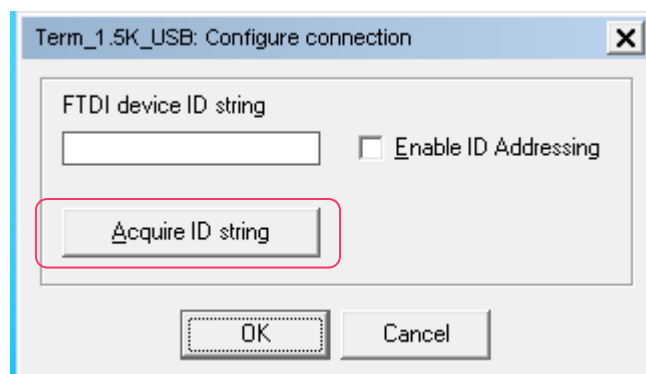 Term_1.5K_USB: Configure connection
FTDI device ID string
Enable ID Addressing
Acquire ID string
OK
Cancel